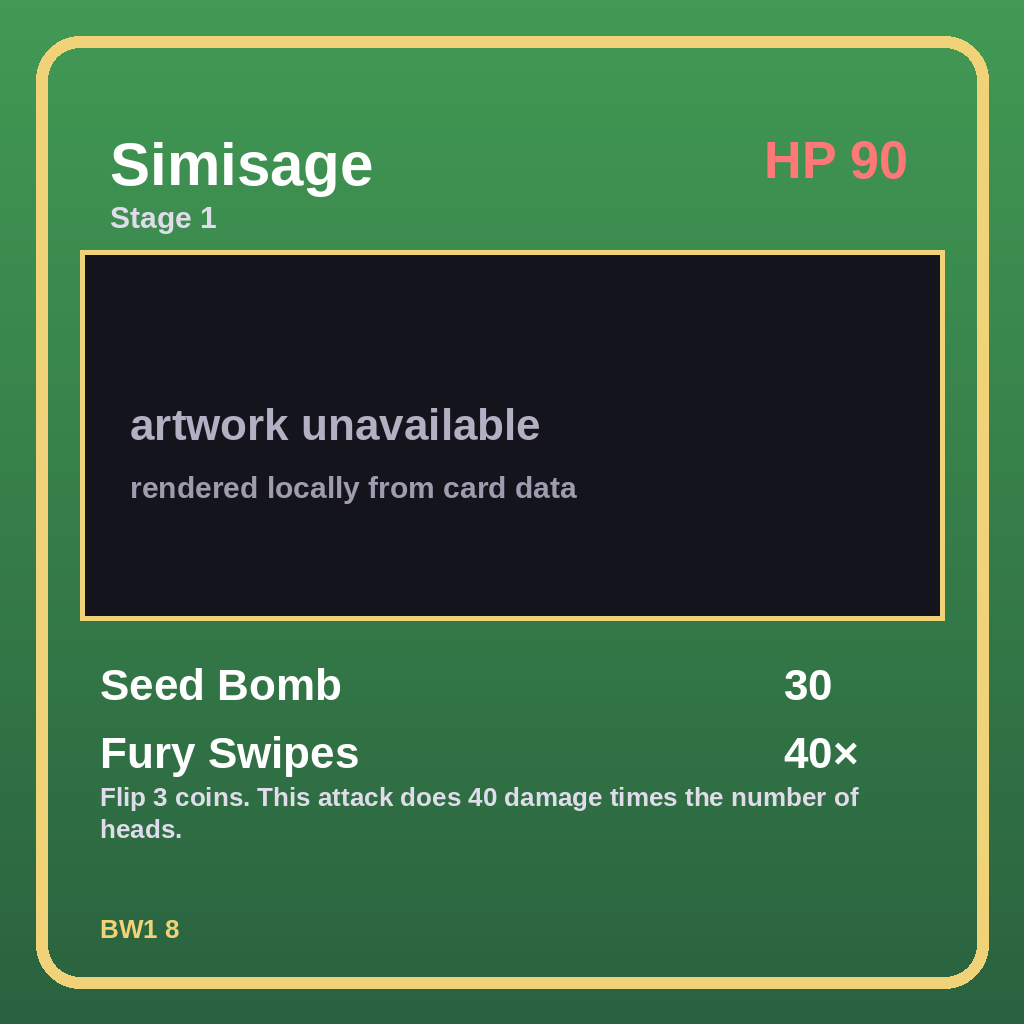 Simisage
HP 90
Stage 1
artwork unavailable
rendered locally from card data
Seed Bomb
30
Fury Swipes
40×
Flip 3 coins. This attack does 40 damage times the number of
heads.
BW1 8